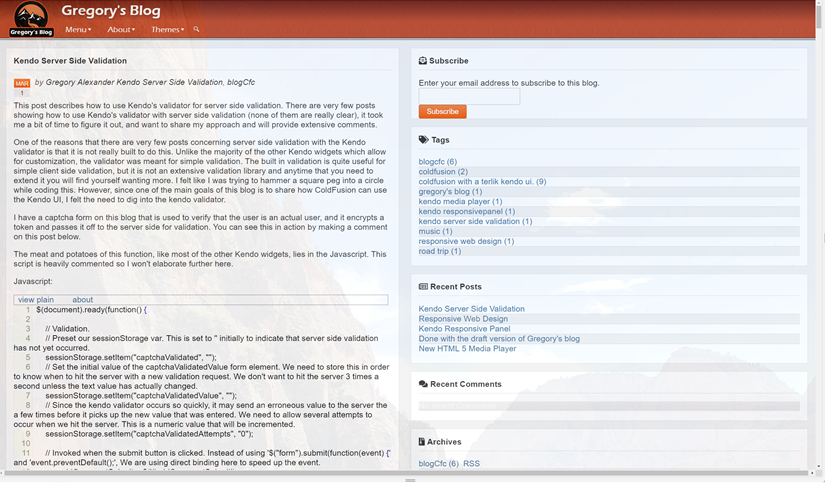 Gregory's Blog
Gregory's Blog
Menu
About
Themes
Kendo Server Side Validation
MAR
1
by Gregory Alexander Kendo Server Side Validation, blogCfc
This post describes how to use Kendo's validator for server side validation. There are very few posts
showing how to use Kendo's validator with server side validation (none of them are really clear), it took
me a bit of time to figure it out, and want to share my approach and will provide extensive comments.
One of the reasons that there are very few posts concerning server side validation with the Kendo
validator is that it is not really built to do this. Unlike the majority of the other Kendo widgets which allow
for customization, the validator was meant for simple validation. The built in validation is quite useful for
simple client side validation, but it is not an extensive validation library and anytime that you need to
extend it you will find yourself wanting more. I felt like I was trying to hammer a square peg into a circle
while coding this. However, since one of the main goals of this blog is to share how ColdFusion can use
the Kendo UI, I felt the need to dig into the kendo validator.
I have a captcha form on this blog that is used to verify that the user is an actual user, and it encrypts a
token and passes it off to the server side for validation. You can see this in action by making a comment
on this post below.
The meat and potatoes of this function, like most of the other Kendo widgets, lies in the Javascript. This
script is heavily commented so I won't elaborate further here.
Javascript:
view plain about
1 $(document).ready(function() {
2
3 // Validation.
4 // Preset our sessionStorage var. This is set to '' initially to indicate that server side validation
has not yet occurred.
5 sessionStorage.setItem("captchaValidated", "");
6 // Set the initial value of the captchaValidatedValue form element. We need to store this in order
to know when to hit the server with a new validation request. We don't want to hit the server 3 times a
second unless the text value has actually changed.
7 sessionStorage.setItem("captchaValidatedValue", "");
8 // Since the kendo validator occurs so quickly, it may send an erroneous value to the server the
a few times before it picks up the new value that was entered. We need to allow several attempts to
occur when we hit the server. This is a numeric value that will be incremented.
9 sessionStorage.setItem("captchaValidatedAttempts", "0");
10
11 // Invoked when the submit button is clicked. Instead of using '$("form").submit(function(event) {'
and 'event.preventDefault();', We are using direct binding here to speed up the event.
Subscribe
Enter your email address to subscribe to this blog.
Subscribe
Tags
blogcfc (6)
coldfusion (2)
coldfusion with a terlik kendo ui. (9)
gregory's blog (1)
kendo media player (1)
kendo responsivepanel (1)
kendo server side validation (1)
music (1)
responsive web design (1)
road trip (1)
Recent Posts
Kendo Server Side Validation
Responsive Web Design
Kendo Responsive Panel
Done with the draft version of Gregory's blog
New HTML 5 Media Player
Recent Comments
Archives
blogCfc (6) RSS